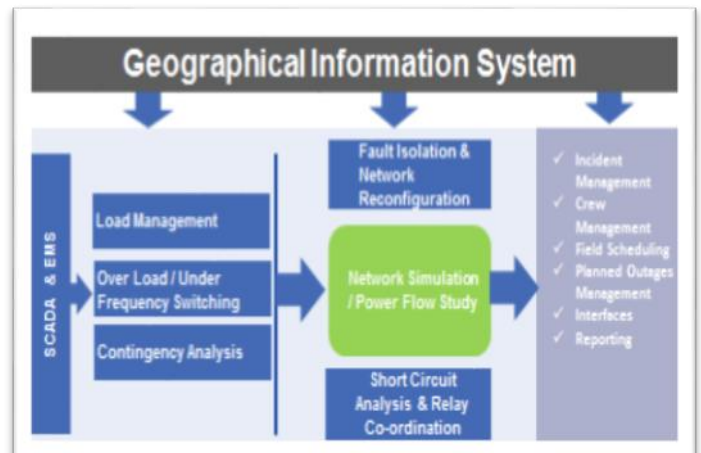 Geographical Information System
SCADA & EMS
Load Management
Over Load / Under
Frequency Switching
Contingency Analysis
Fault Isolation &
Network
Reconfiguration
Network Simulation
/ Power Flow Study
Short Circuit
Analysis & Relay
Co-ordination
✓ Incident
Management
✓ Crew
Management
✓ Field Scheduling
✓ Planned Outages
Management
✓ Interfaces
✓ Reporting